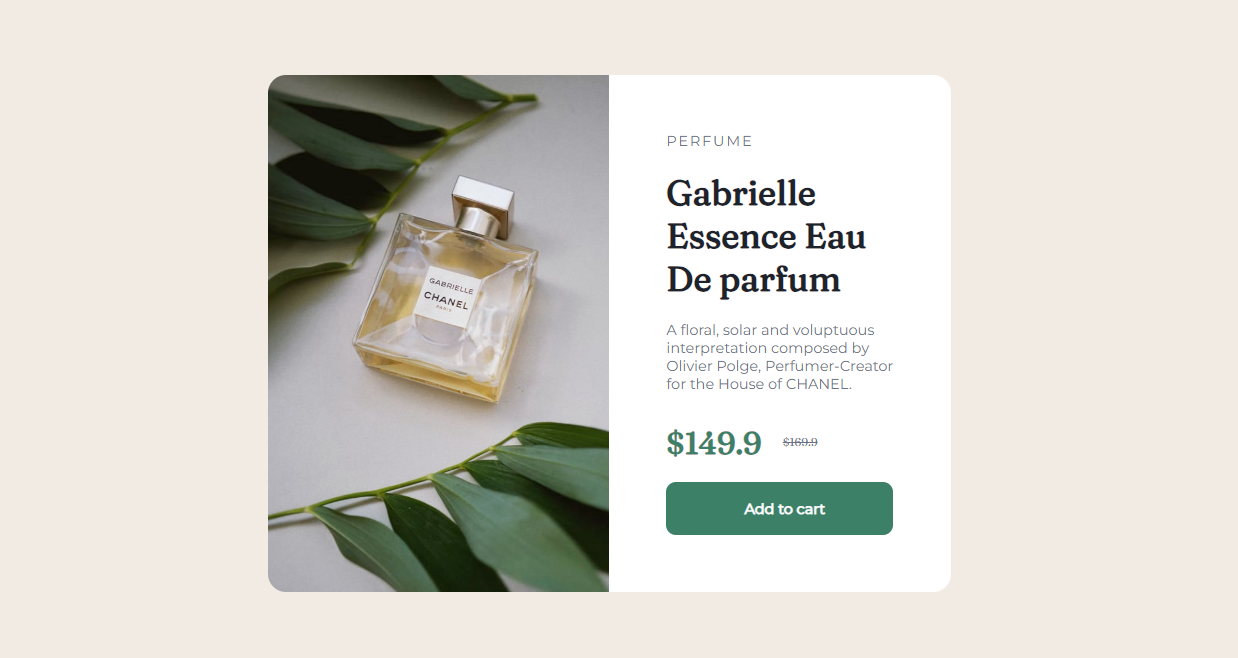 GABRIELLE
CHANEL
PARIS
PERFUME
Gabrielle
Essence Eau
De parfum
A floral, solar and voluptuous
interpretation composed by
Olivier Polge, Perfumer-Creator
for the House of CHANEL.
$149.9 $169.9
Add to cart